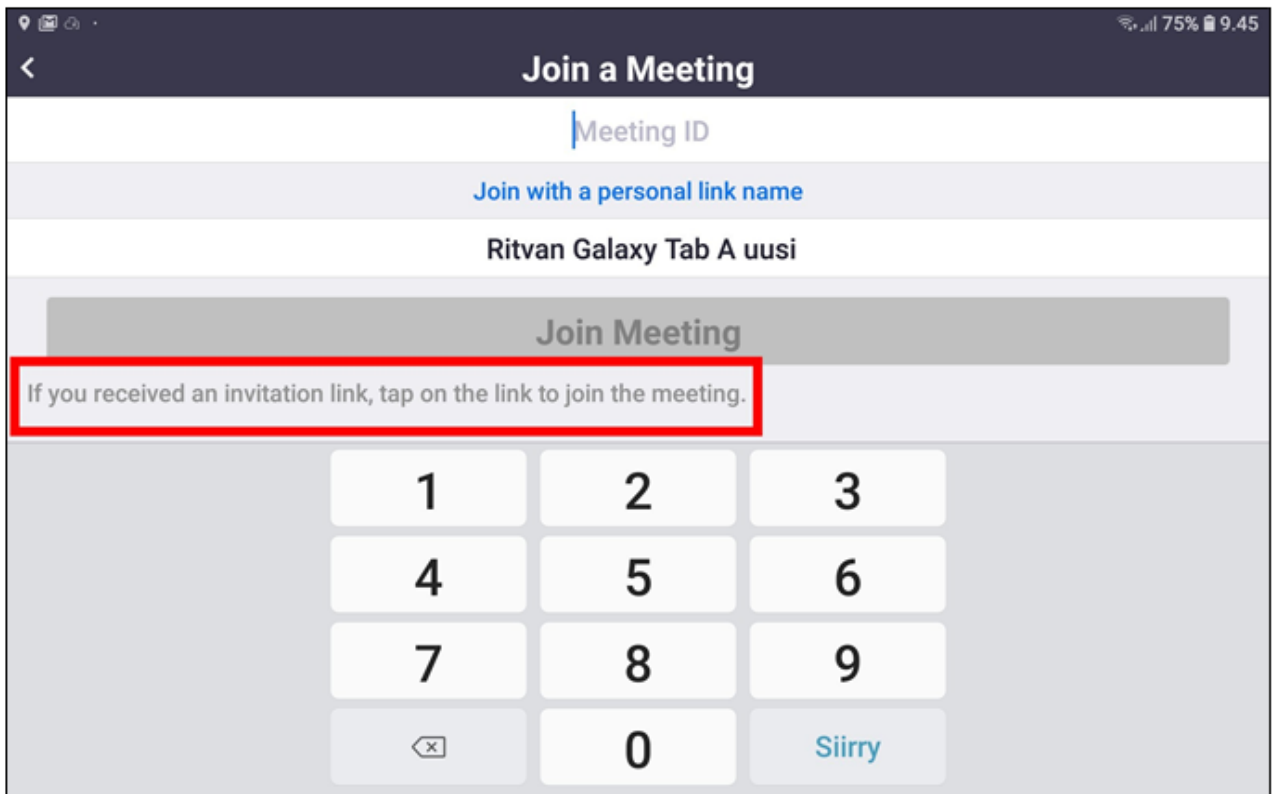 75% 9.45
Join a Meeting
Meeting ID
Join with a personal link name
Ritvan Galaxy Tab A uusi
Join Meeting
If you received an invitation link, tap on the link to join the meeting.
1 2 3
4 5 6
7 8 9
0 Siirry